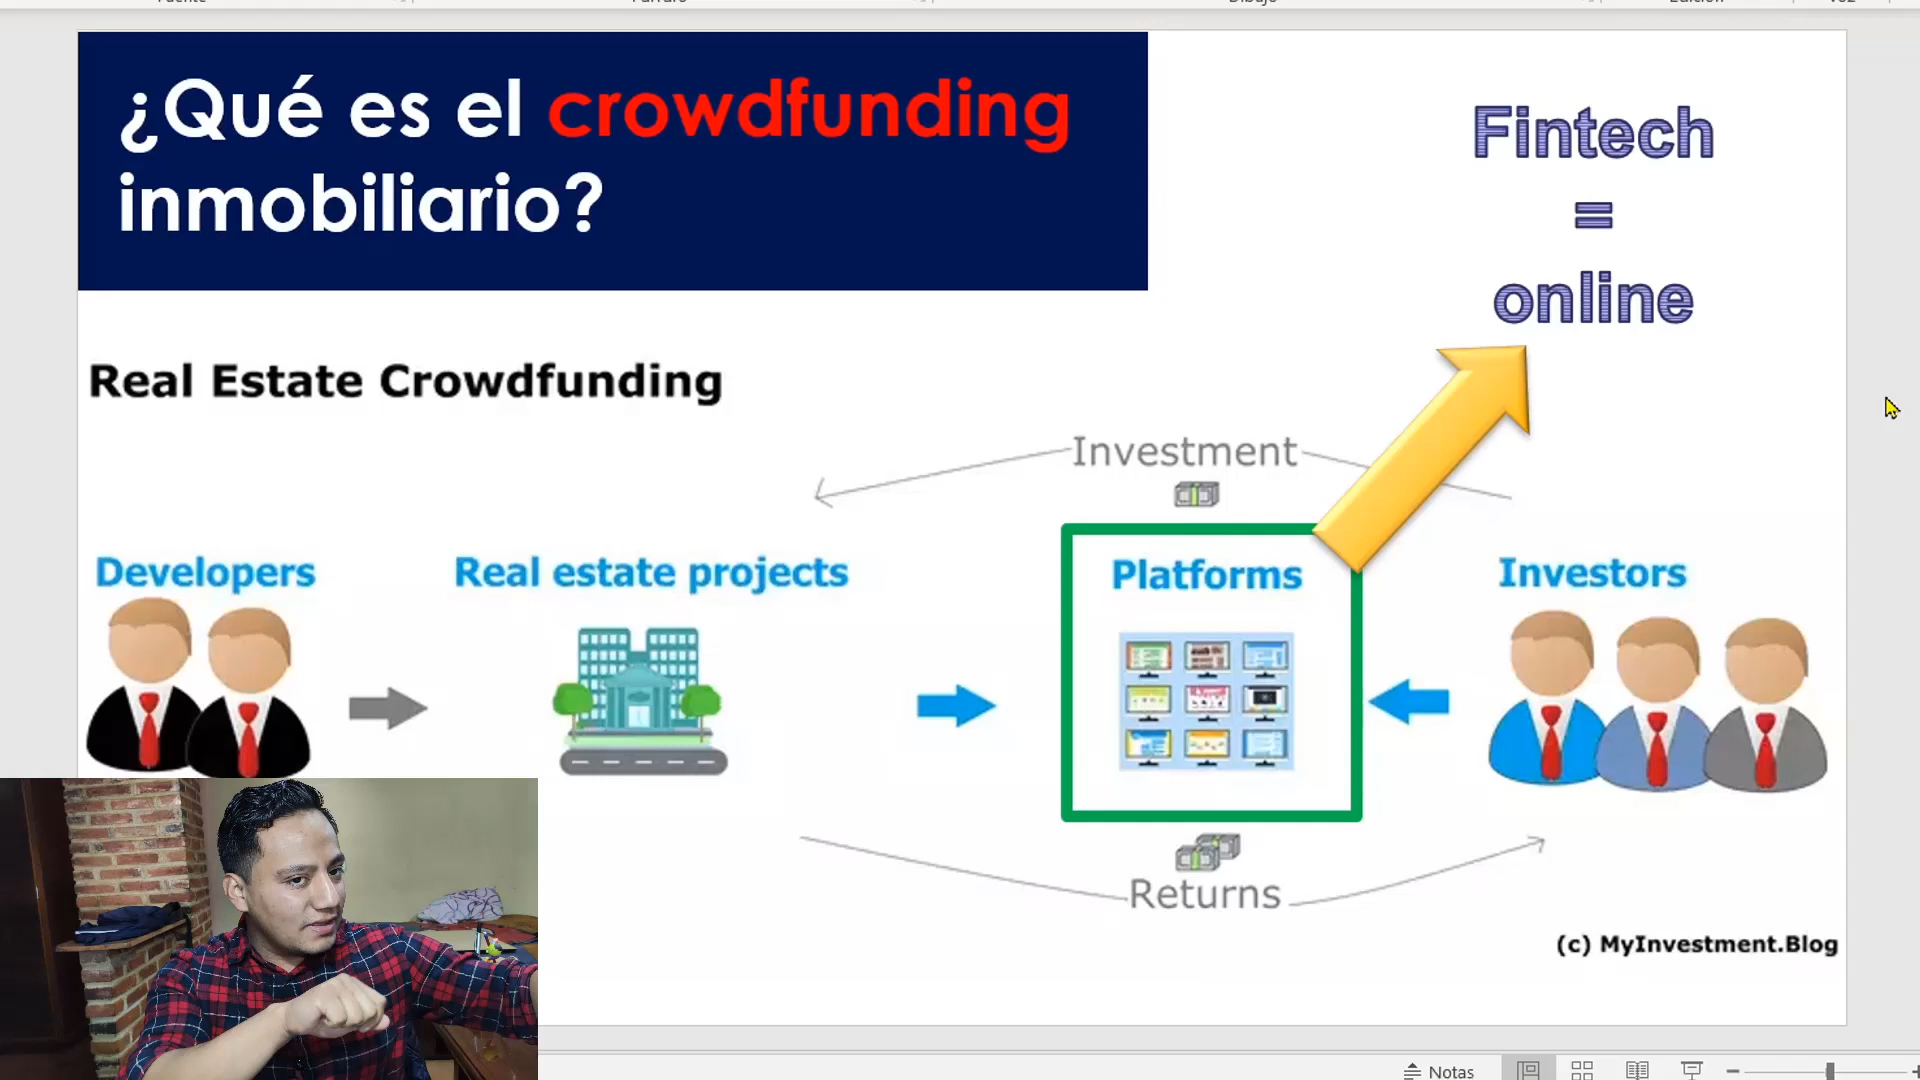 ¿Qué es el crowdfunding
inmobiliario?
Fintech
=
online
Real Estate Crowdfunding
Investment
Developers
Real estate projects
Platforms
Investors
Returns
(c) MyInvestment.Blog
Notas